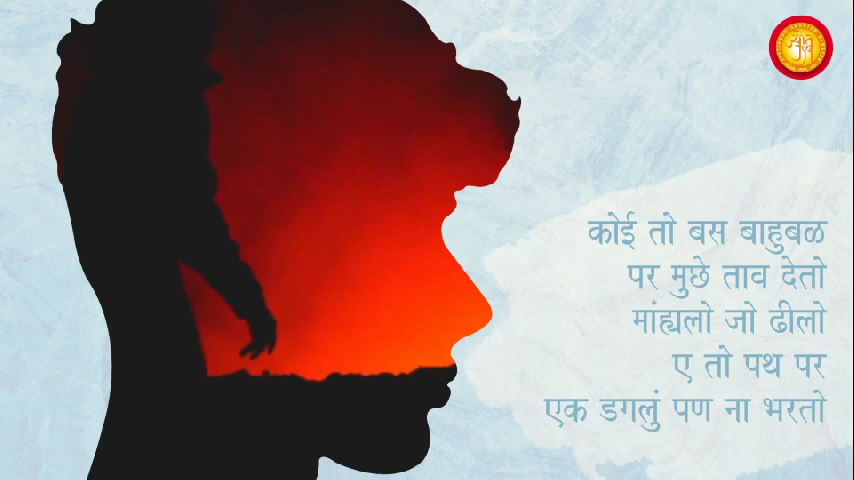 कोई तो बस बाहुबळ
पर मुछे ताव देतो
मांह्यलो जो ढीलो
ए तो पथ पर
एक डगलुं पण ना भरतो